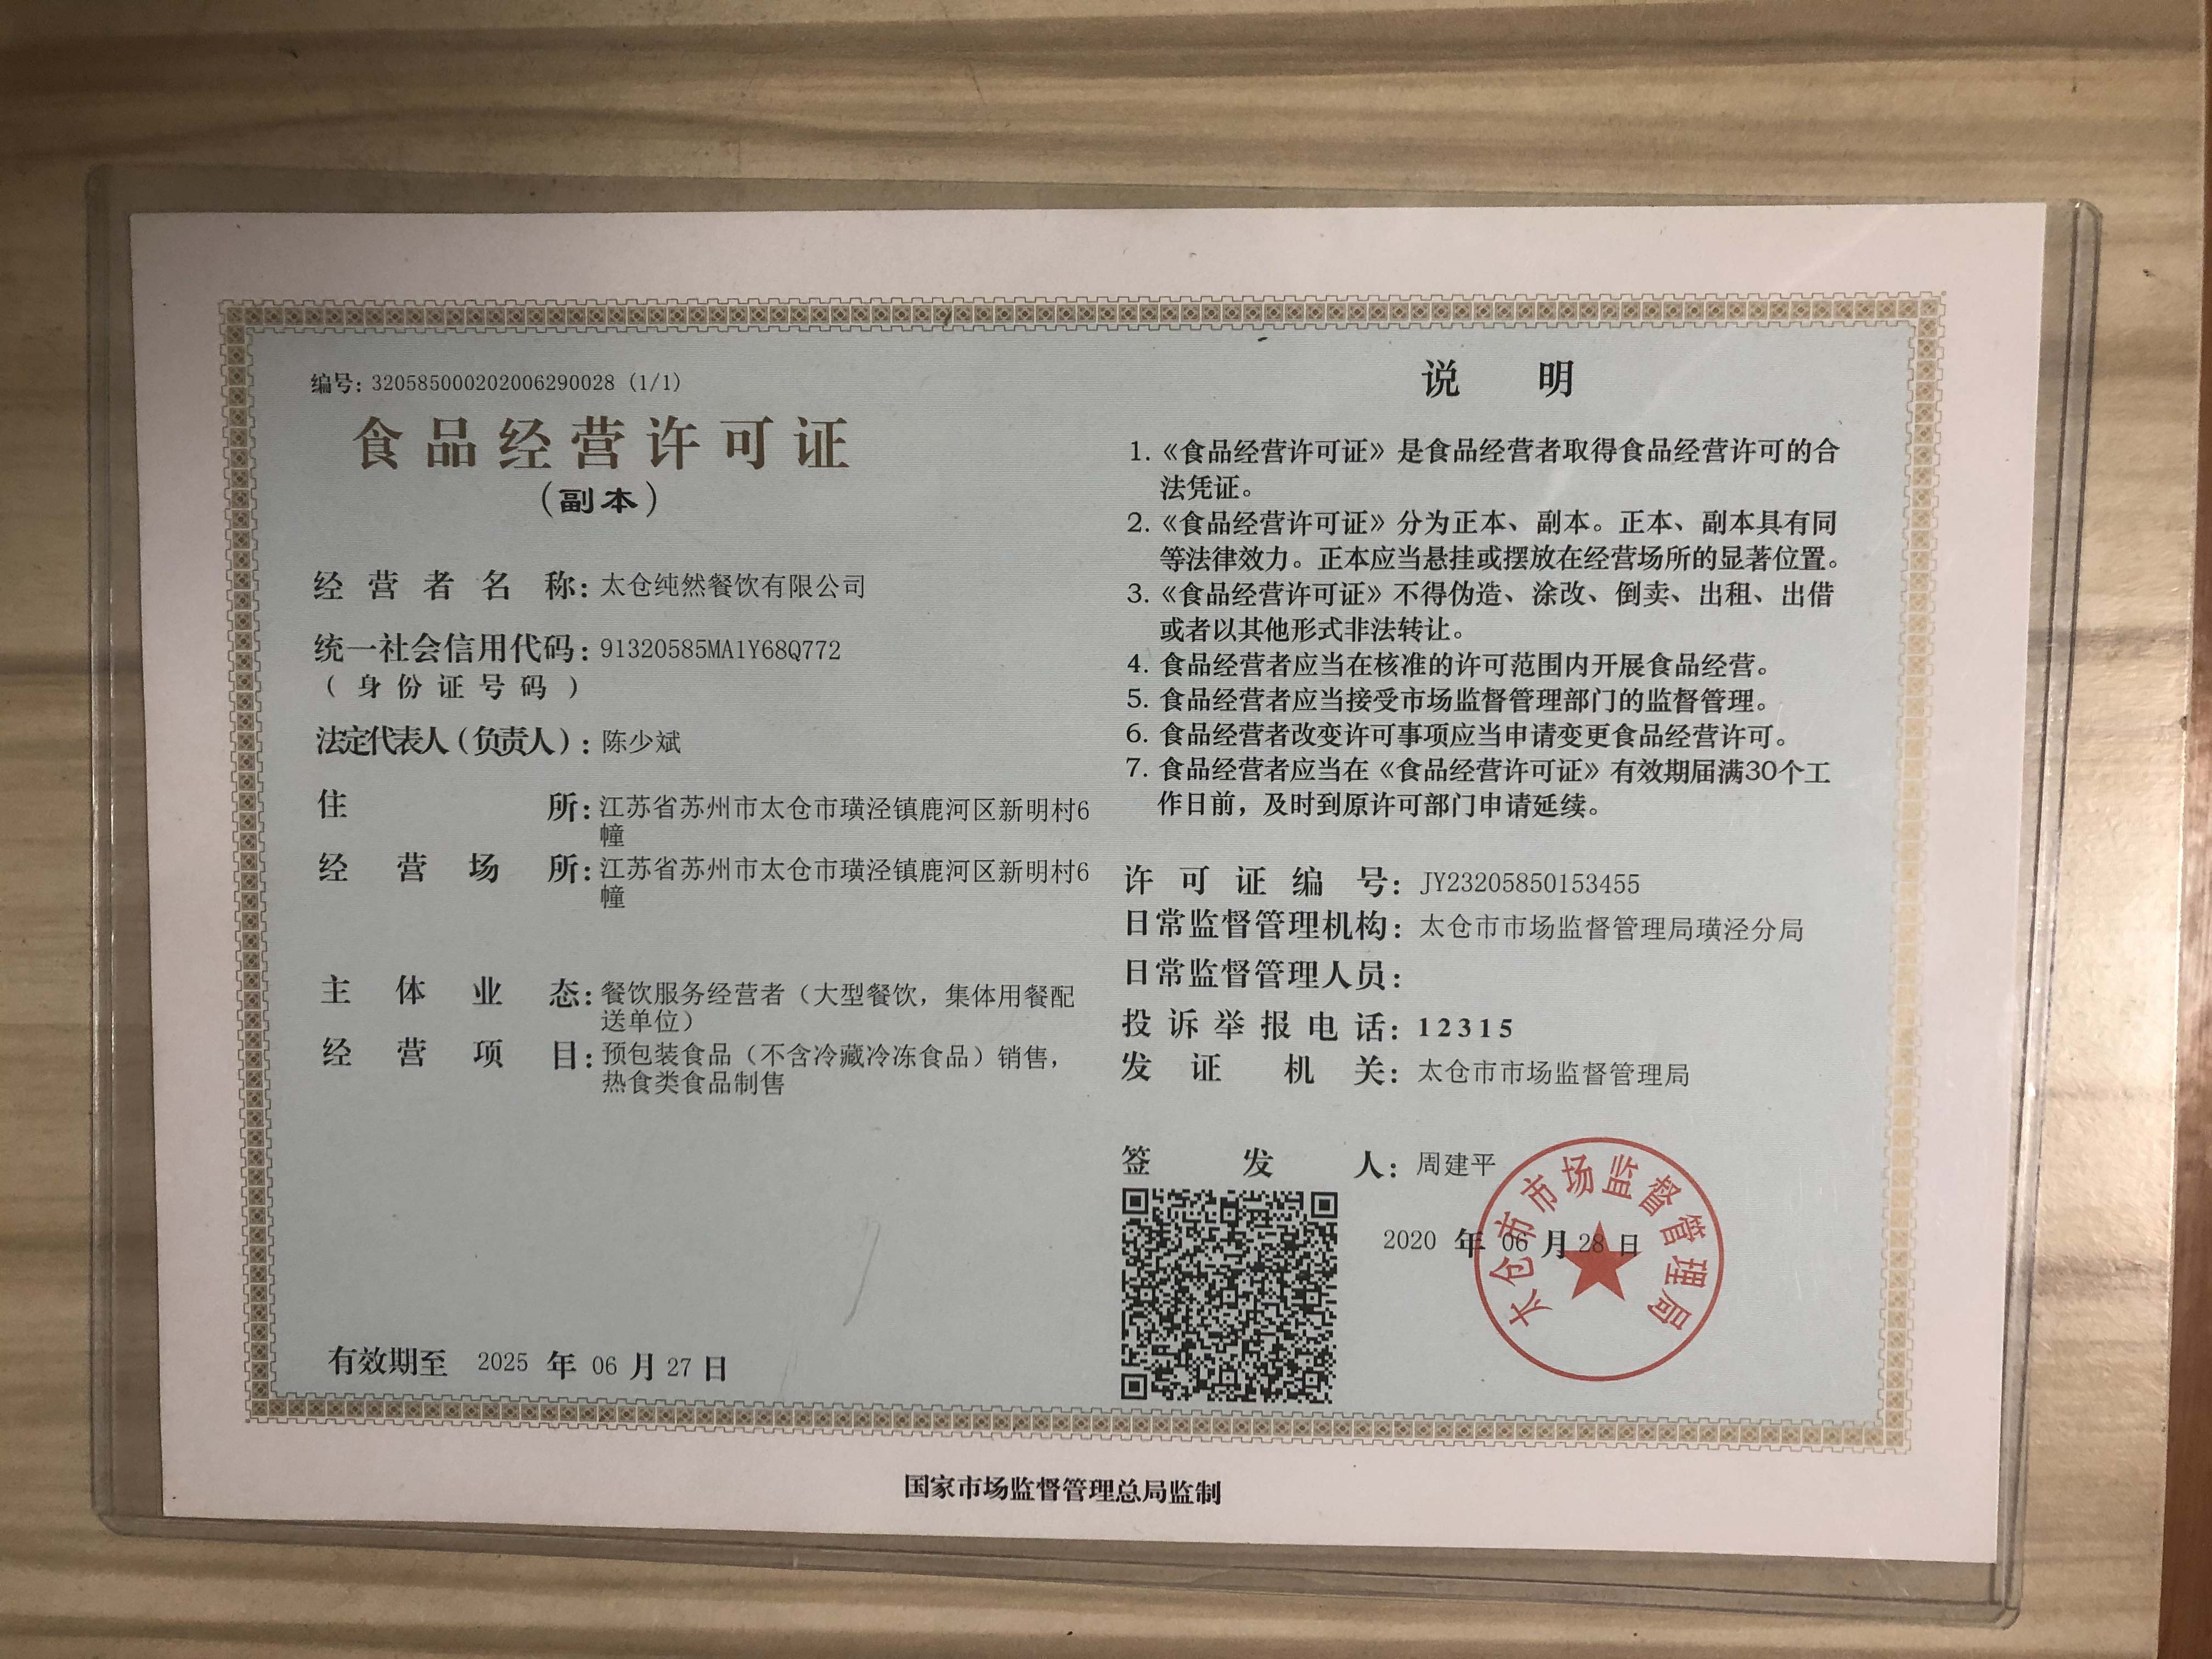 编号: 320585000202006290028 (1/1)
食品经营许可证
(副本)
经营者名称: 太仓纯然餐饮有限公司
统一社会信用代码: 91320585MA1Y68Q772
(身份证号码)
法定代表人(负责人): 陈少斌
住所: 江苏省苏州市太仓市璜泾镇鹿河区新明村6
幢
经营场所: 江苏省苏州市太仓市璜泾镇鹿河区新明村6
幢
主体业态: 餐饮服务经营者（大型餐饮，集体用餐配
送单位）
经营项目: 预包装食品（不含冷藏冷冻食品）销售，
热食类食品制售
有效期至 2025 年 06 月 27 日
说明
1. 《食品经营许可证》是食品经营者取得食品经营许可的合
法凭证。
2. 《食品经营许可证》分为正本、副本。正本、副本具有同
等法律效力。正本应当悬挂或摆放在经营场所的显著位置。
3. 《食品经营许可证》不得伪造、涂改、倒卖、出租、出借
或者以其他形式非法转让。
4. 食品经营者应当在核准的许可范围内开展食品经营。
5. 食品经营者应当接受市场监督管理部门的监督管理。
6. 食品经营者改变许可事项应当申请变更食品经营许可。
7. 食品经营者应当在《食品经营许可证》有效期届满30个工
作日前，及时到原许可部门申请延续。
许可证编号: JY23205850153455
日常监督管理机构: 太仓市市场监督管理局璜泾分局
日常监督管理人员:
投诉举报电话: 12315
发证机关: 太仓市市场监督管理局
签发人: 周建平
2020 年 06 月 28 日
太仓市市场监督管理局
国家市场监督管理总局监制